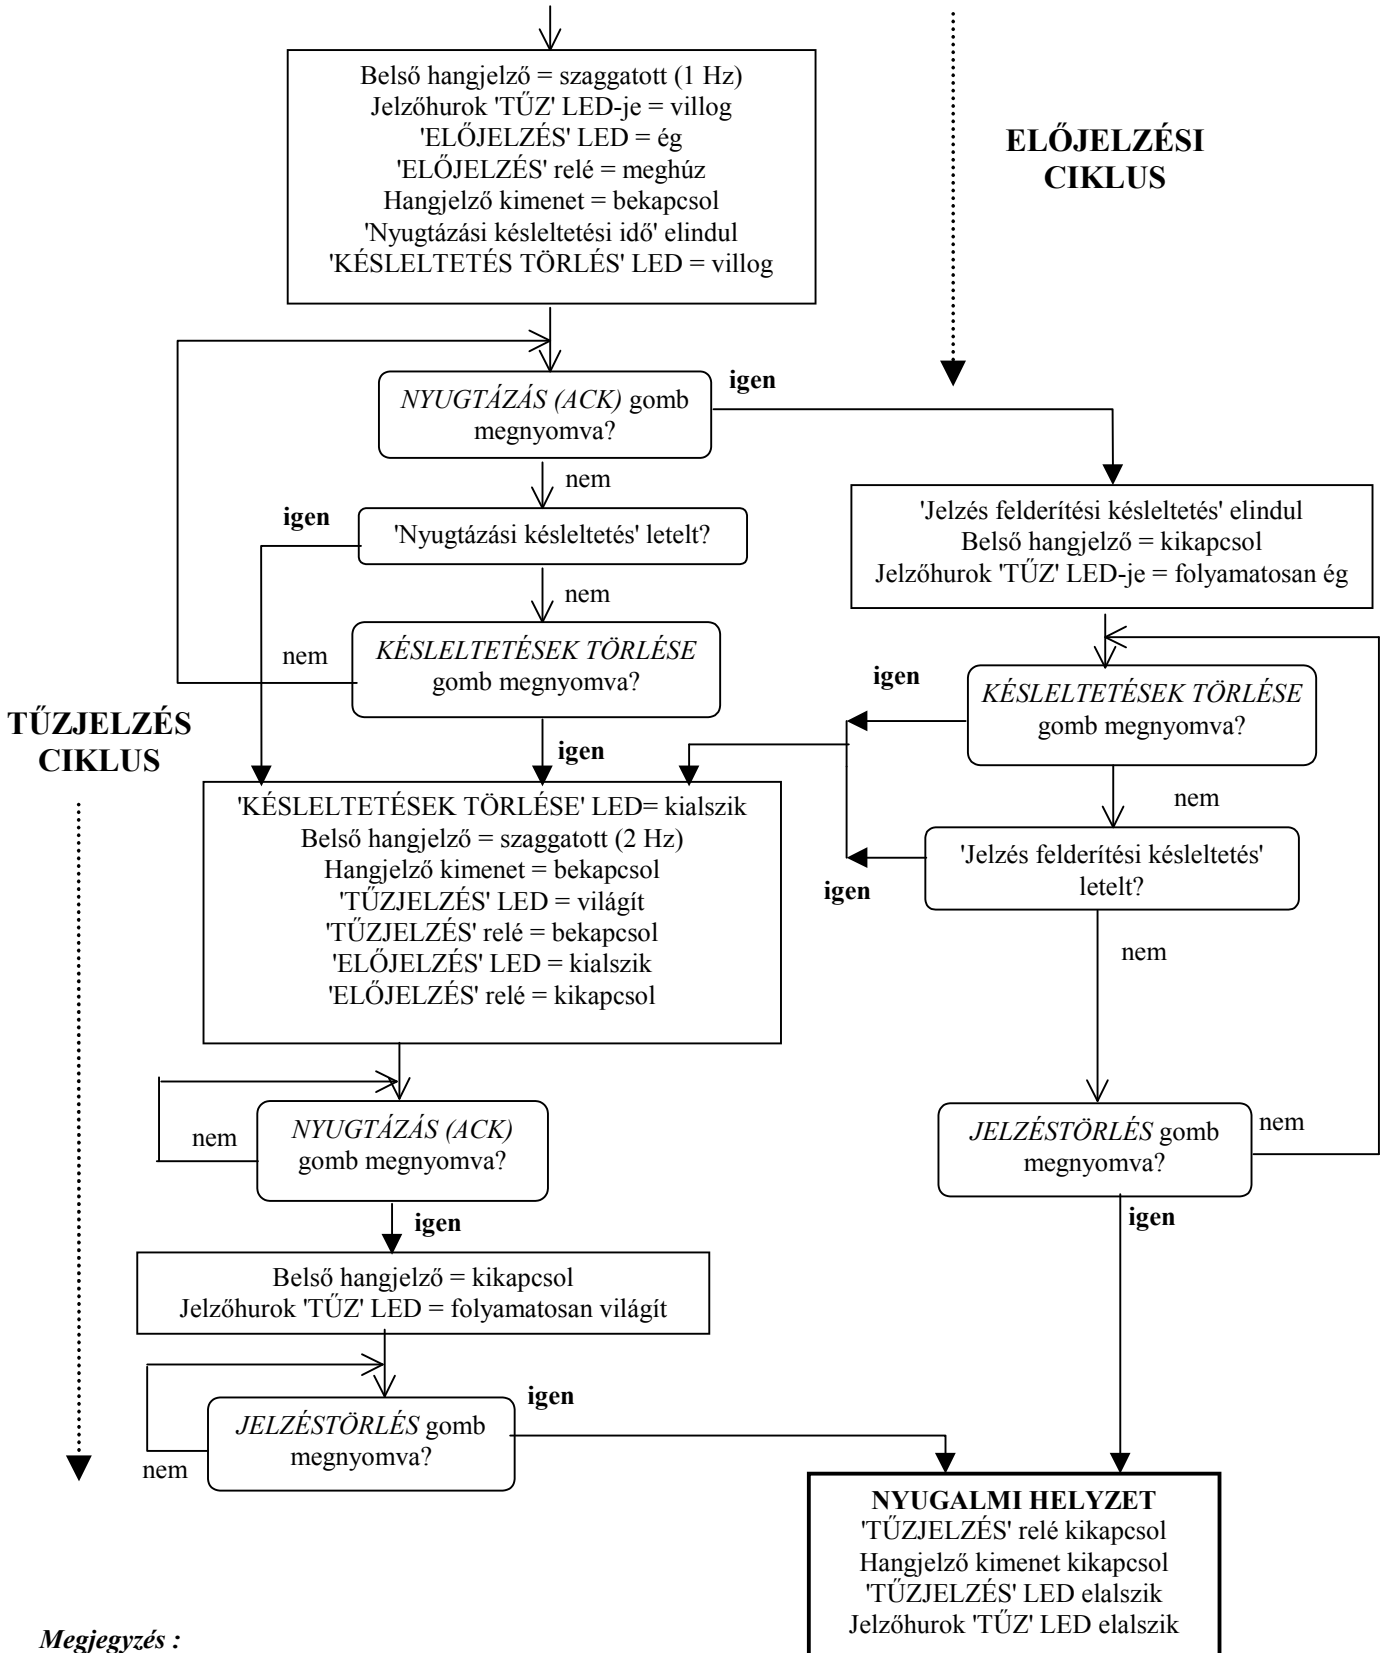 Belső hangjelző = szaggatott (1 Hz)
Jelzőhurok 'TŰZ' LED-je = villog
'ELŐJELZÉS' LED = ég
'ELŐJELZÉS' relé = meghúz
Hangjelző kimenet = bekapcsol
'Nyugtázási késleltetési idő' elindul
'KÉSLELTETÉS TÖRLÉS' LED = villog
ELŐJELZÉSI
CIKLUS
NYUGTÁZÁS (ACK) gomb
megnyomva?
igen
nem
'Nyugtázási késleltetés' letelt?
igen
nem
KÉSLELTETÉSEK TÖRLÉSE
gomb megnyomva?
nem
igen
'Jelzés felderítési késleltetés' elindul
Belső hangjelző = kikapcsol
Jelzőhurok 'TŰZ' LED-je = folyamatosan ég
KÉSLELTETÉSEK TÖRLÉSE
gomb megnyomva?
igen
nem
'Jelzés felderítési késleltetés'
letelt?
igen
nem
JELZÉSTÖRLÉS gomb
megnyomva?
nem
igen
TŰZJELZÉS
CIKLUS
'KÉSLELTETÉSEK TÖRLÉSE' LED= kialszik
Belső hangjelző = szaggatott (2 Hz)
Hangjelző kimenet = bekapcsol
'TŰZJELZÉS' LED = világít
'TŰZJELZÉS' relé = bekapcsol
'ELŐJELZÉS' LED = kialszik
'ELŐJELZÉS' relé = kikapcsol
NYUGTÁZÁS (ACK)
gomb megnyomva?
nem
igen
Belső hangjelző = kikapcsol
Jelzőhurok 'TŰZ' LED = folyamatosan világít
JELZÉSTÖRLÉS gomb
megnyomva?
nem
igen
NYUGALMI HELYZET
'TŰZJELZÉS' relé kikapcsol
Hangjelző kimenet kikapcsol
'TŰZJELZÉS' LED elalszik
Jelzőhurok 'TŰZ' LED elalszik
Megjegyzés :